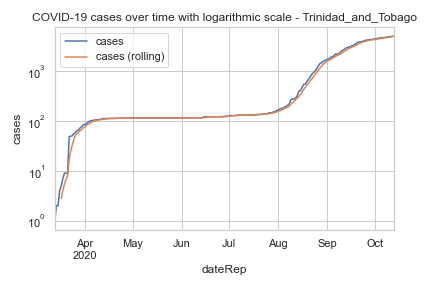 COVID-19 cases over time with logarithmic scale - Trinidad_and_Tobago
cases
cases (rolling)
10³
10²
10¹
10⁰
cases
Apr
2020
May
Jun
Jul
Aug
Sep
Oct
dateRep